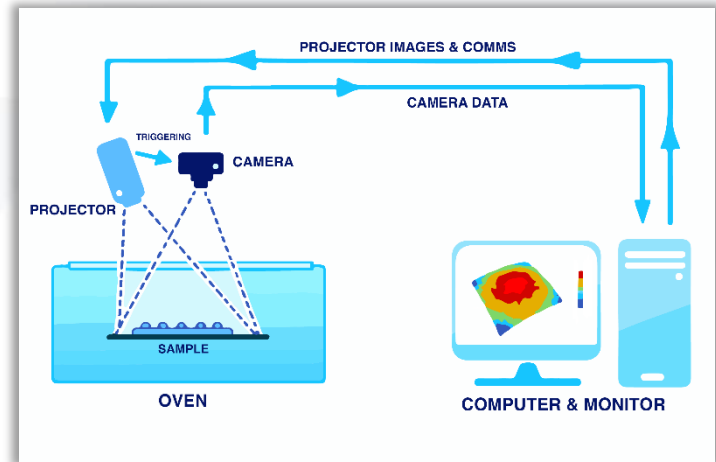 PROJECTOR IMAGES & COMMS
CAMERA DATA
TRIGGERING
CAMERA
PROJECTOR
SAMPLE
OVEN
COMPUTER & MONITOR